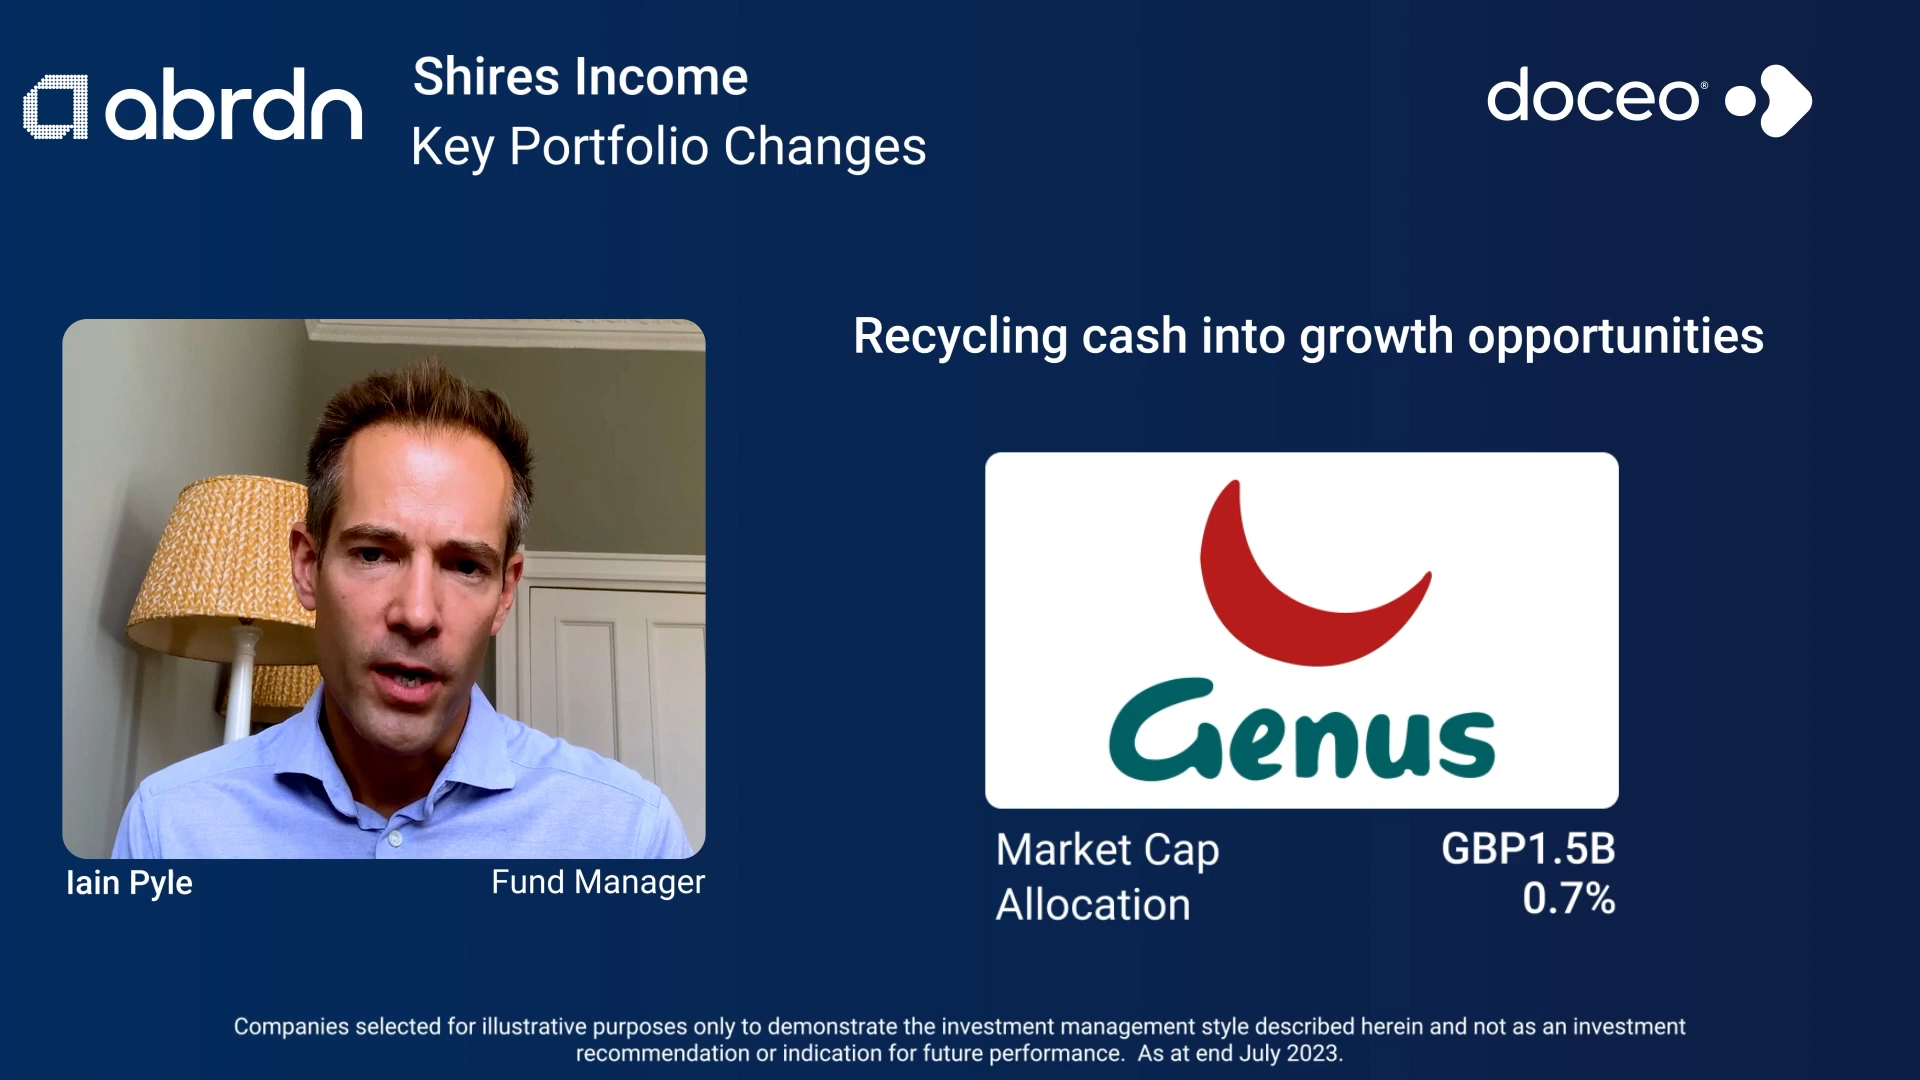 abrdn
Shires Income
Key Portfolio Changes
doceo®
Recycling cash into growth opportunities
Genus
Market Cap GBP1.5B
Allocation 0.7%
Iain Pyle Fund Manager
Companies selected for illustrative purposes only to demonstrate the investment management style described herein and not as an investment
recommendation or indication for future performance. As at end July 2023.